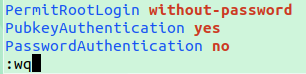 PermitRootLogin without-password
PubkeyAuthentication yes
PasswordAuthentication no
:wq